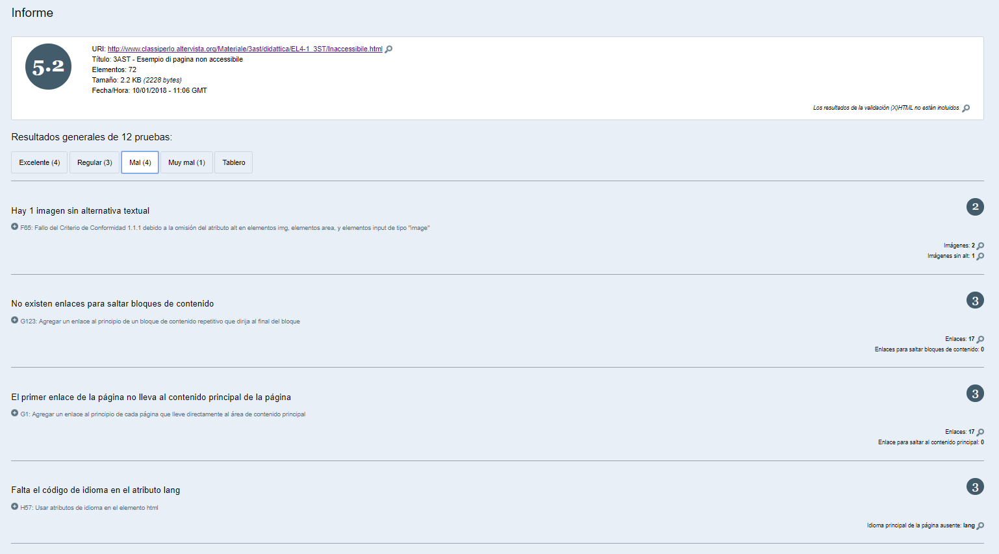 Informe
5.2
URI: http://www.classiperlo.altervista.org/Materiale/3ast/didattica/EL4-1_3ST/Inaccessibile.html
Título: 3AST - Esempio di pagina non accessibile
Elementos: 72
Tamaño: 2.2 KB (2228 bytes)
Fecha/Hora: 10/01/2018 - 11:06 GMT
Los resultados de la validación (X)HTML no están incluidos.
Resultados generales de 12 pruebas:
Excelente (4) Regular (3) Mal (4) Muy mal (1) Tablero
Hay 1 imagen sin alternativa textual 2
F65: Fallo del Criterio de Conformidad 1.1.1 debido a la omisión del atributo alt en elementos img, elementos area, y elementos input de tipo "image"
Imágenes: 2
Imágenes sin alt: 1
No existen enlaces para saltar bloques de contenido 3
G123: Agregar un enlace al principio de un bloque de contenido repetitivo que dirija al final del bloque
Enlaces: 17
Enlaces para saltar bloques de contenido: 0
El primer enlace de la página no lleva al contenido principal de la página 3
G1: Agregar un enlace al principio de cada página que lleve directamente al área de contenido principal
Enlaces: 17
Enlace para saltar al contenido principal: 0
Falta el código de idioma en el atributo lang 3
H57: Usar atributos de idioma en el elemento html
Idioma principal de la página ausente: lang